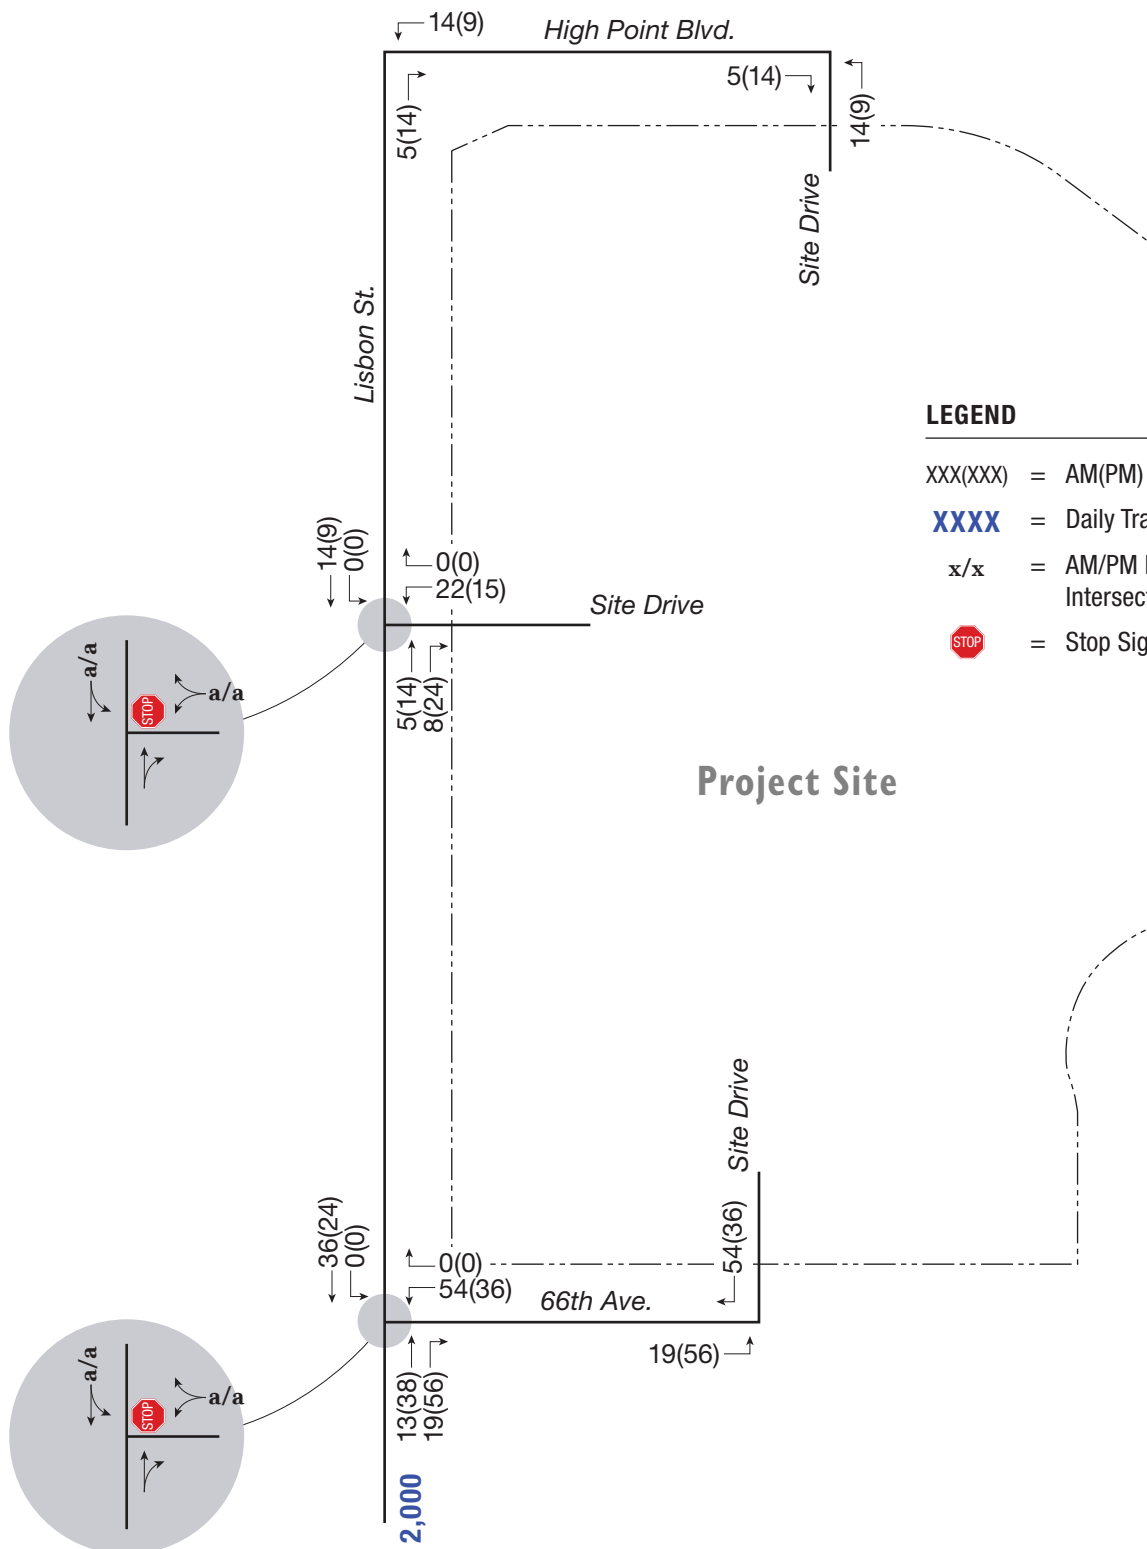 14(9)
High Point Blvd.
5(14)
5(14)
14(9)
Site Drive
Lisbon St.
LEGEND
XXX(XXX) = AM(PM)
XXXX = Daily Tra
x/x = AM/PM
Intersec
STOP = Stop Sig
14(9)
0(0)
0(0)
22(15)
Site Drive
a/a
a/a
STOP
5(14)
8(24)
Project Site
Site Drive
36(24)
0(0)
0(0)
54(36)
54(36)
66th Ave.
19(56)
a/a
a/a
STOP
13(38)
19(56)
2,000